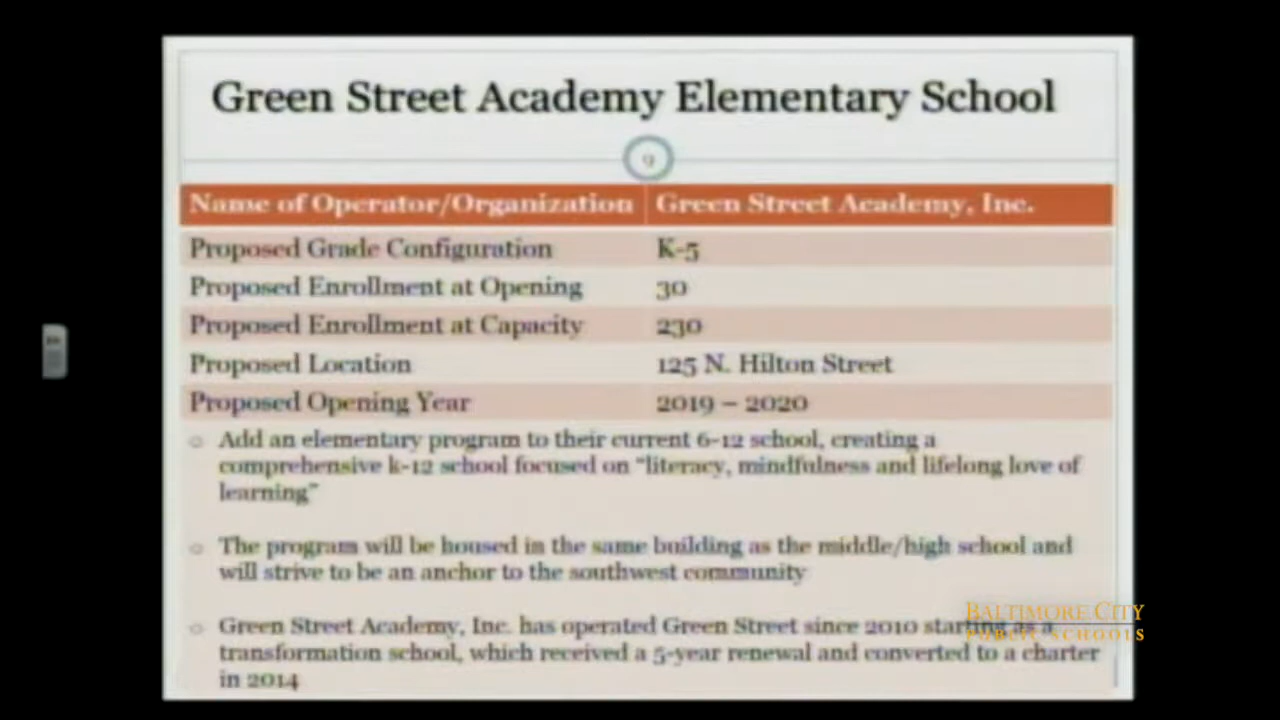 Green Street Academy Elementary School
9
Name of Operator/Organization Green Street Academy, Inc.
Proposed Grade Configuration K-5
Proposed Enrollment at Opening 30
Proposed Enrollment at Capacity 230
Proposed Location 125 N. Hilton Street
Proposed Opening Year 2019 – 2020
Add an elementary program to their current 6-12 school, creating a
comprehensive k-12 school focused on "literacy, mindfulness and lifelong love of
learning"
The program will be housed in the same building as the middle/high school and
will strive to be an anchor to the southwest community
Green Street Academy, Inc. has operated Green Street since 2010 starting as a
transformation school, which received a 5-year renewal and converted to a charter
in 2014
BALTIMORE CITY
PUBLIC SCHOOLS